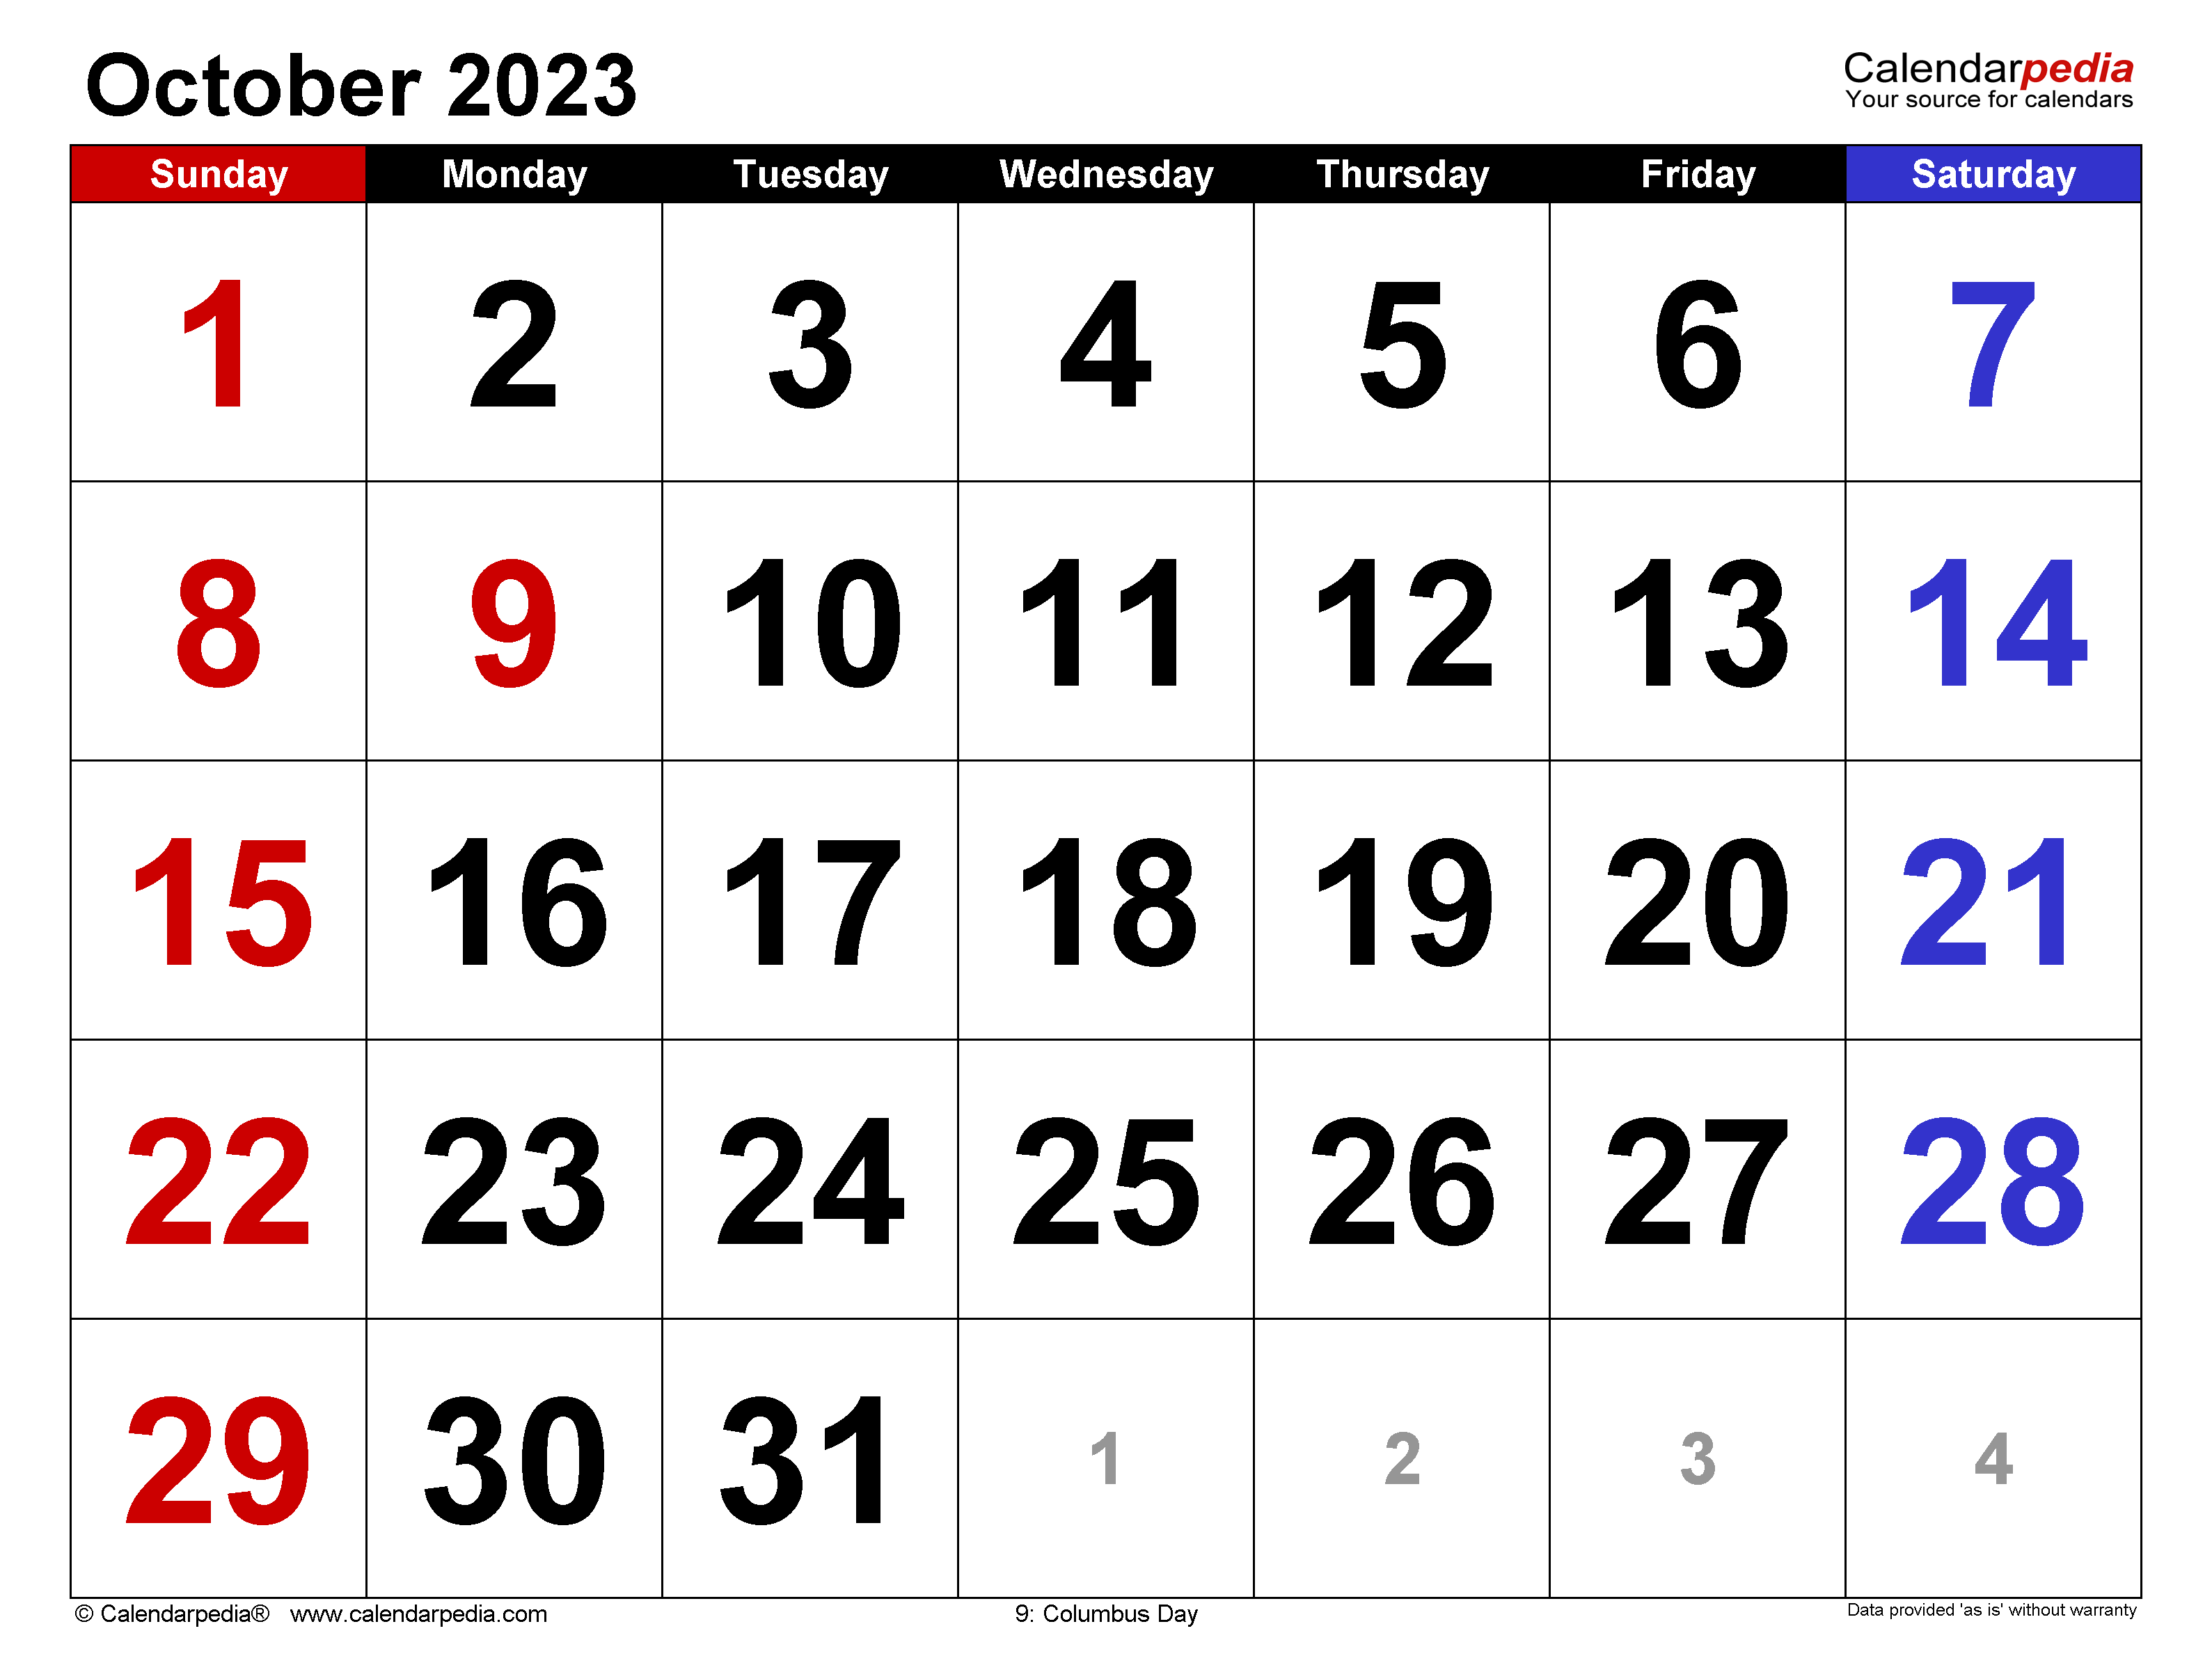 October 2023
Calendarpedia
Your source for calendars
Sunday Monday Tuesday Wednesday Thursday Friday Saturday
1 2 3 4 5 6 7
8 9 10 11 12 13 14
15 16 17 18 19 20 21
22 23 24 25 26 27 28
29 30 31 1 2 3 4
© Calendarpedia® www.calendarpedia.com 9: Columbus Day Data provided 'as is' without warranty